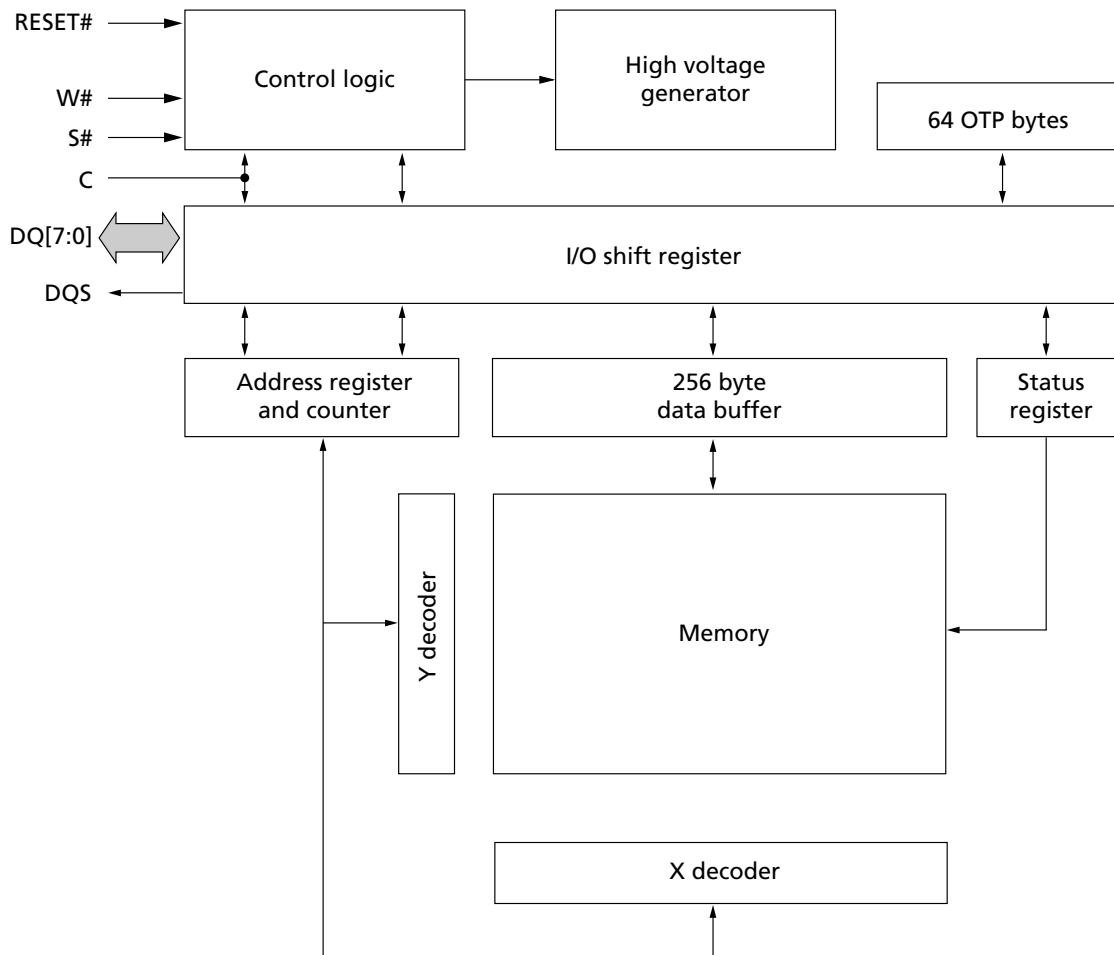 RESET#
W#
S#
C
DQ[7:0]
DQS
Control logic
High voltage
generator
64 OTP bytes
I/O shift register
Address register
and counter
256 byte
data buffer
Status
register
Y decoder
Memory
X decoder